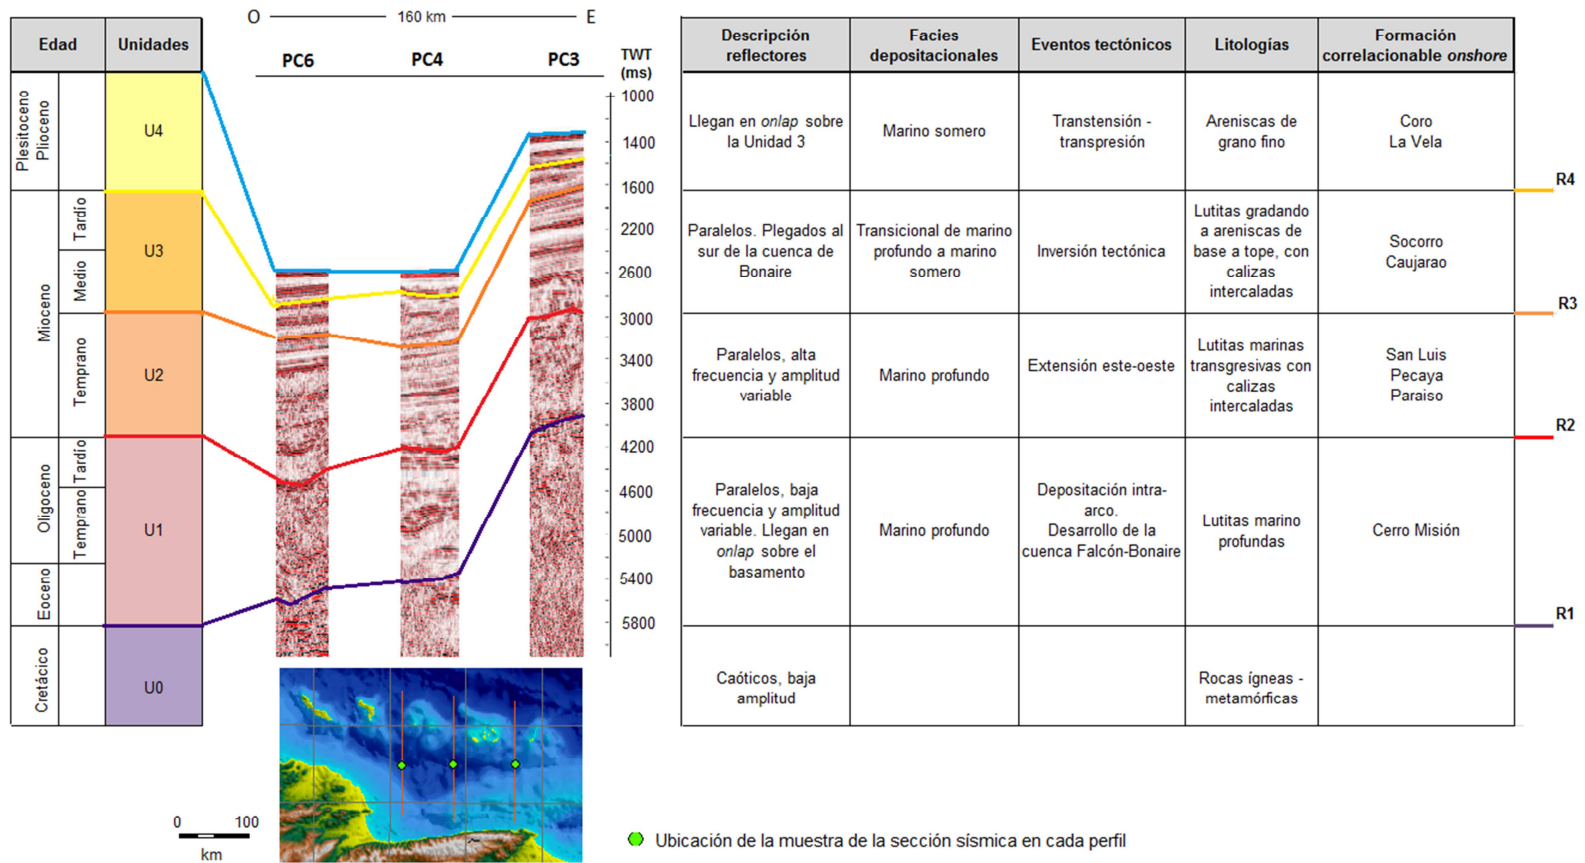 O 160 km E
Edad Unidades
PC6 PC4 PC3
TWT
(ms)
Plesitoceno
Plioceno
Mioceno
Tardío
Medio
Temprano
Oligoceno
Tardío
Temprano
Eoceno
Cretácico
U4
U3
U2
U1
U0
1000
1400
1600
2200
2600
3000
3400
3800
4200
4600
5000
5400
5800
Descripción
reflectores
Facies
depositacionales
Eventos tectónicos
Litologías
Formación
correlacionable onshore
Llegan en onlap sobre
la Unidad 3
Marino somero
Transtensión -
transpresión
Areniscas de
grano fino
Coro
La Vela
R4
Paralelos. Plegados al
sur de la cuenca de
Bonaire
Transicional de marino
profundo a marino
somero
Inversión tectónica
Lutitas gradando
a areniscas de
base a tope, con
calizas
intercaladas
Socorro
Caujarao
R3
Paralelos, alta
frecuencia y amplitud
variable
Marino profundo
Extensión este-oeste
Lutitas marinas
transgresivas con
calizas
intercaladas
San Luis
Pecaya
Paraiso
R2
Paralelos, baja
frecuencia y amplitud
variable. Llegan en
onlap sobre el
basamento
Marino profundo
Depositación intra-
arco.
Desarrollo de la
cuenca Falcón-Bonaire
Lutitas marino
profundas
Cerro Misión
R1
Caóticos, baja
amplitud
Rocas ígneas -
metamórficas
0 100
km
Ubicación de la muestra de la sección sísmica en cada perfil